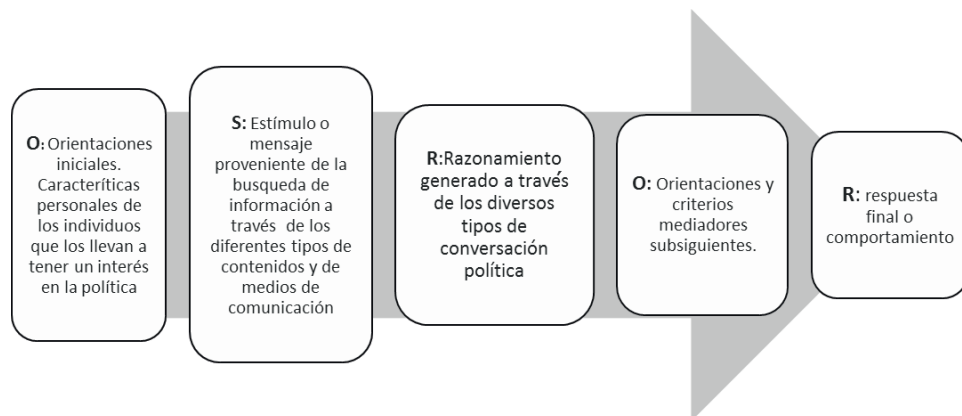 O: Orientaciones
iniciales.
Caracteríticas
personales de
los individuos
que los llevan a
tener un interés
en la política
S: Estímulo o
mensaje
proveniente de la
busqueda de
información a
través de los
diferentes tipos de
contenidos y de
medios de
comunicación
R:Razonamiento
generado a través
de los diversos
tipos de
conversación
política
O: Orientaciones y
criterios
mediadores
subsiguientes.
R: respuesta
final o
comportamiento